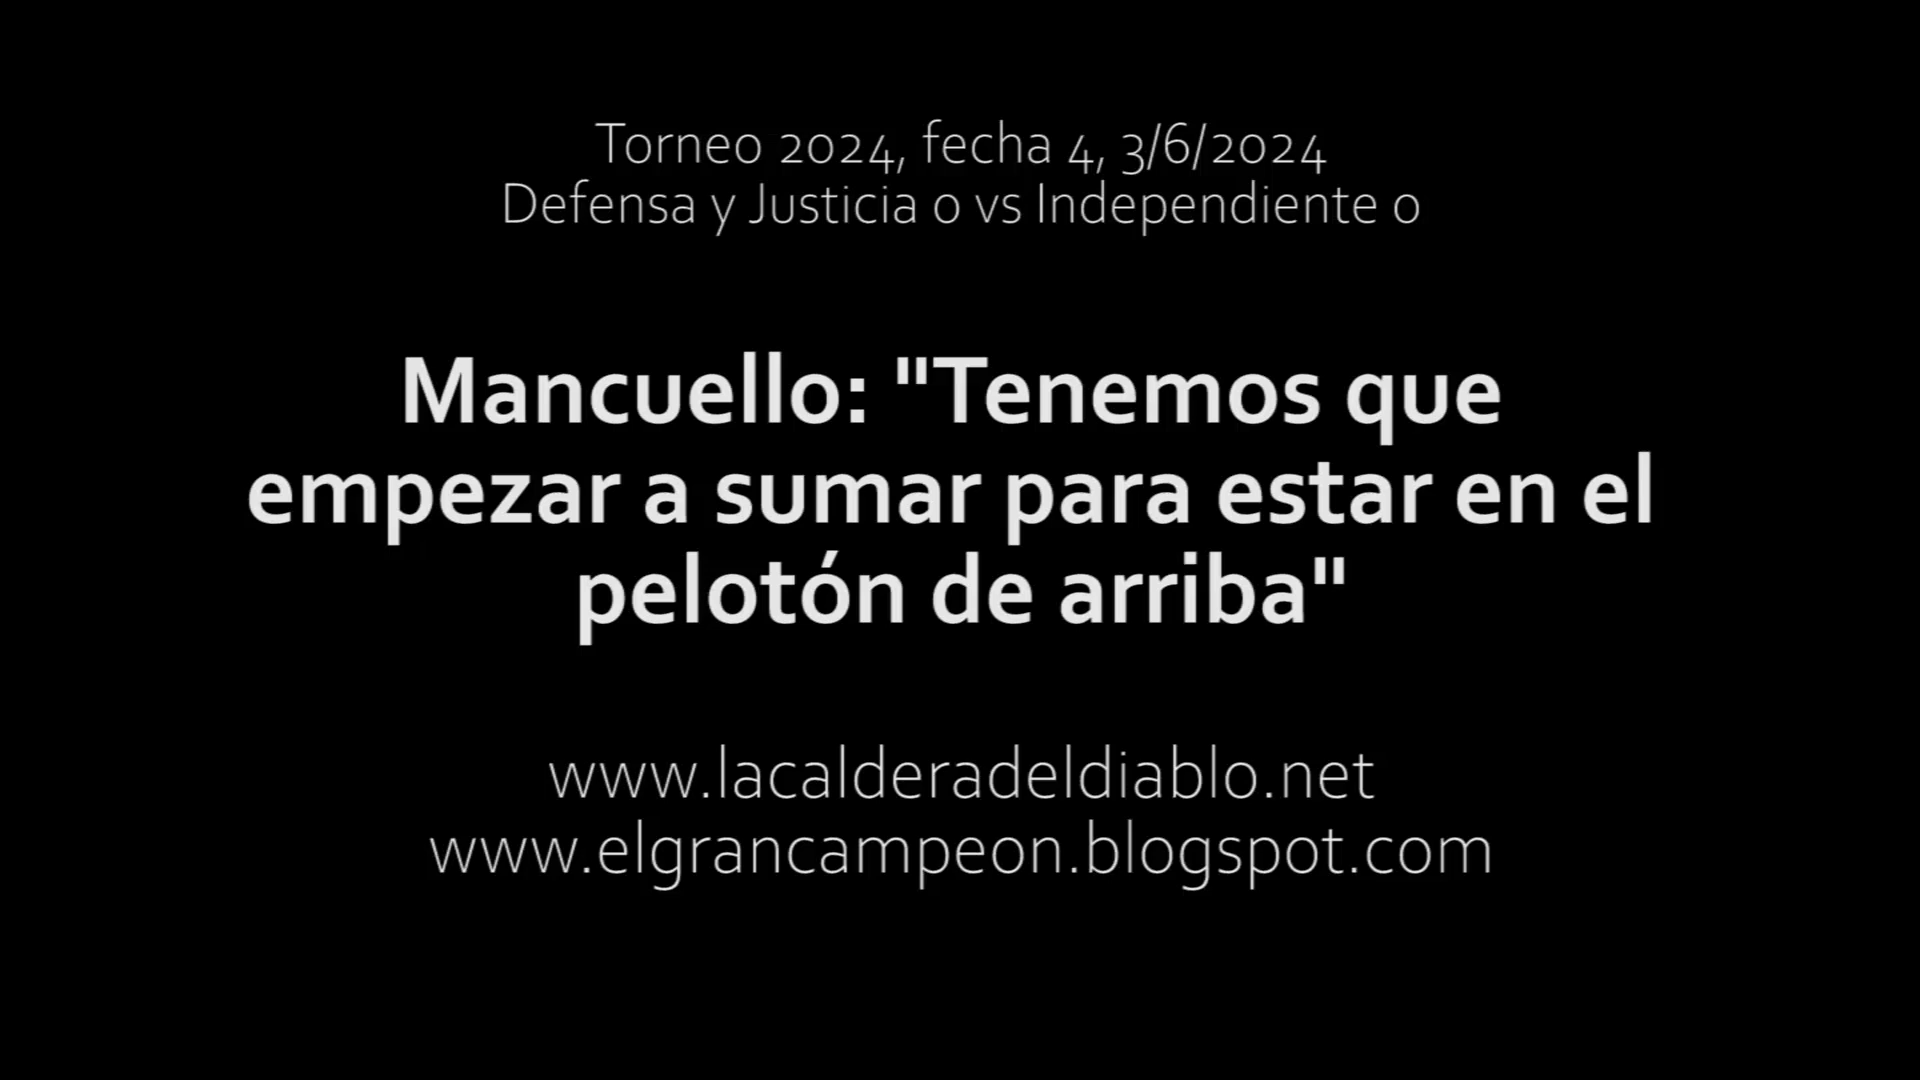 Torneo 2024, fecha 4, 3/6/2024
Defensa y Justicia 0 vs Independiente 0
Mancuello: "Tenemos que
empezar a sumar para estar en el
pelotón de arriba"
www.lacalderadeldiablo.net
www.elgrancampeon.blogspot.com